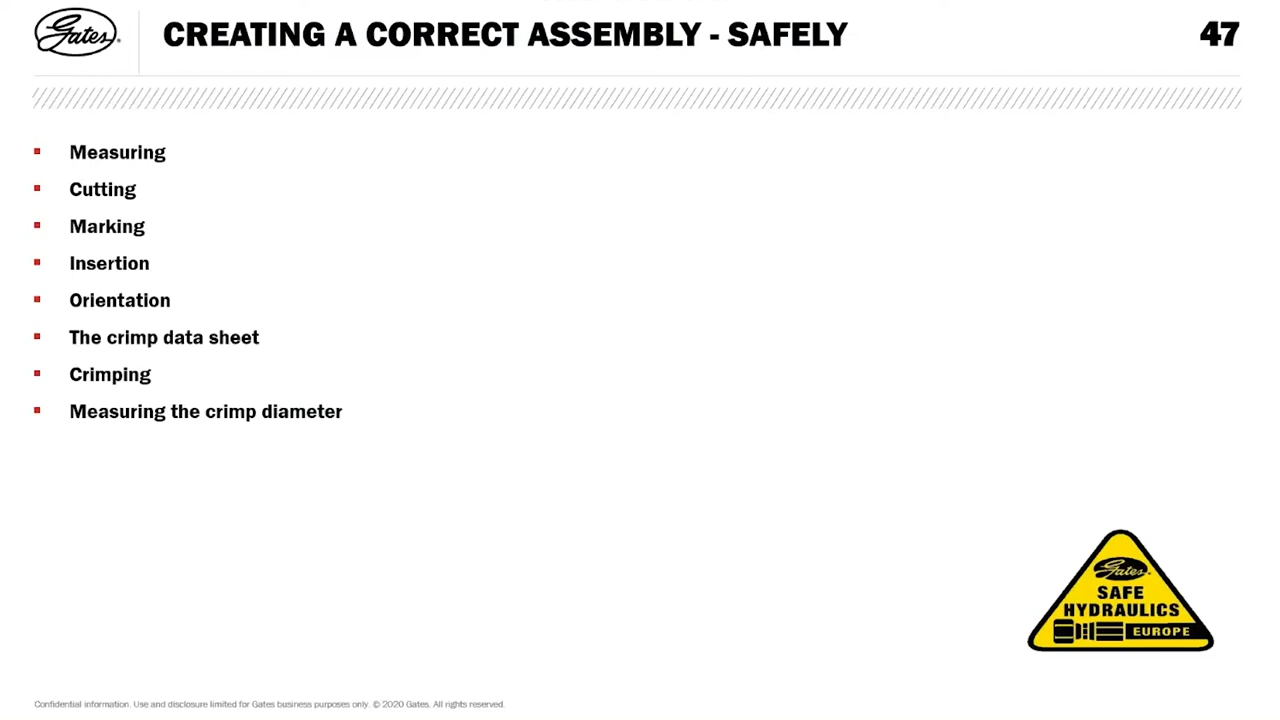 Gates
CREATING A CORRECT ASSEMBLY - SAFELY
47
Measuring
Cutting
Marking
Insertion
Orientation
The crimp data sheet
Crimping
Measuring the crimp diameter
Gates
SAFE
HYDRAULICS
EUROPE
Confidential information. Use and disclosure limited for Gates business purposes only. © 2020 Gates. All rights reserved.